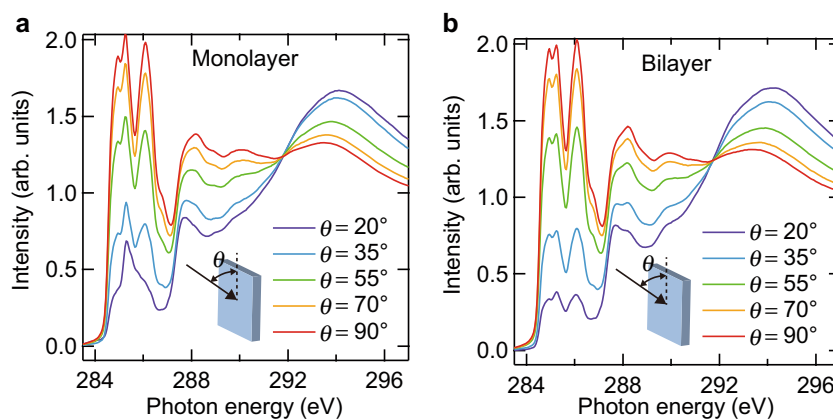 a
Monolayer
2.0
1.5
1.0
0.5
0.0
Intensity (arb. units)
θ
θ = 20°
θ = 35°
θ = 55°
θ = 70°
θ = 90°
284 288 292 296
Photon energy (eV)
b
Bilayer
2.0
1.5
1.0
0.5
0.0
Intensity (arb. units)
θ
θ = 20°
θ = 35°
θ = 55°
θ = 70°
θ = 90°
284 288 292 296
Photon energy (eV)